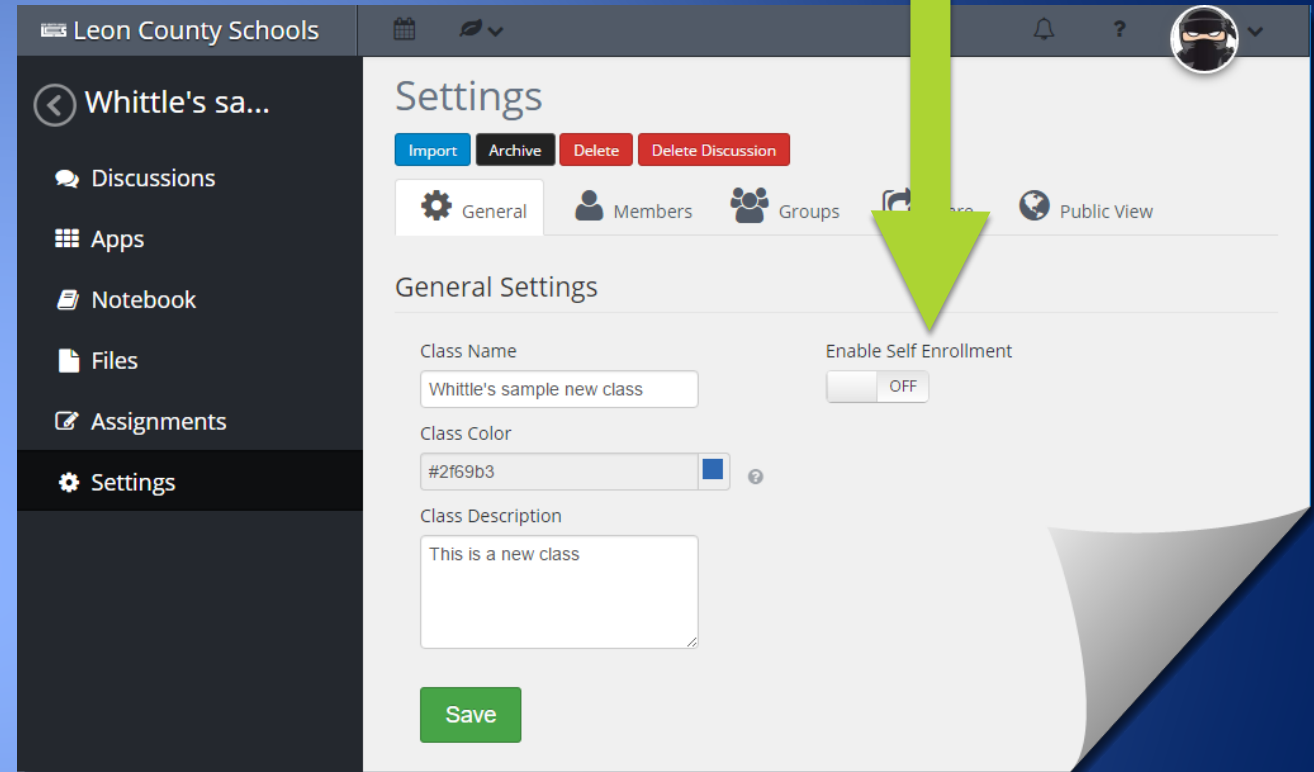 Leon County Schools
?
Whittle's sa...
Settings
Import Archive Delete Delete Discussion
General Members Groups Public View
Discussions
Apps
Notebook
Files
Assignments
Settings
General Settings
Class Name
Whittle's sample new class
Enable Self Enrollment
OFF
Class Color
#2f69b3
?
Class Description
This is a new class
Save